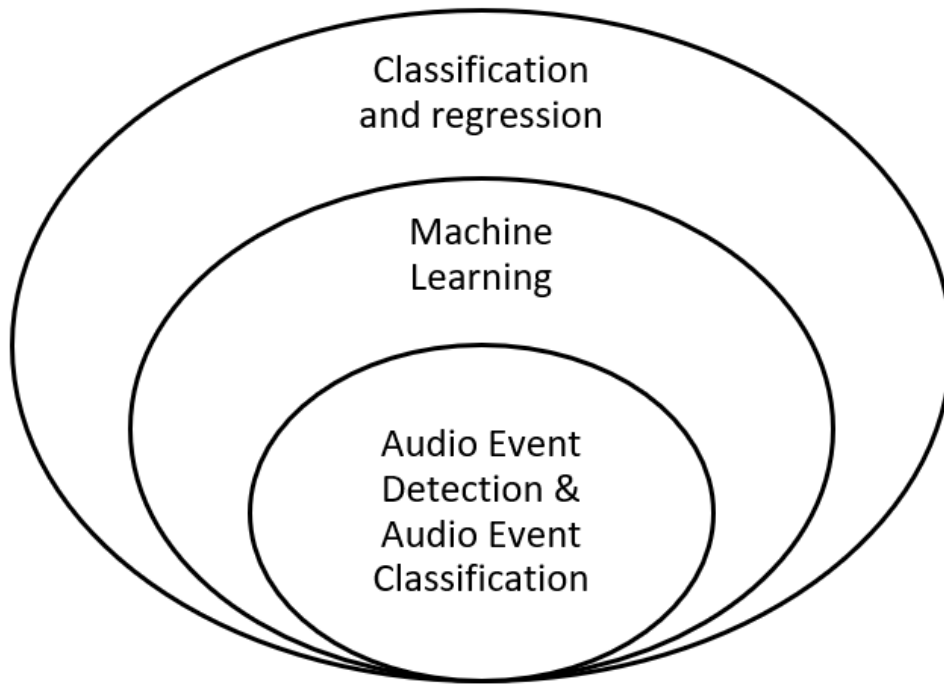 Classification
and regression
Machine
Learning
Audio Event
Detection &
Audio Event
Classification